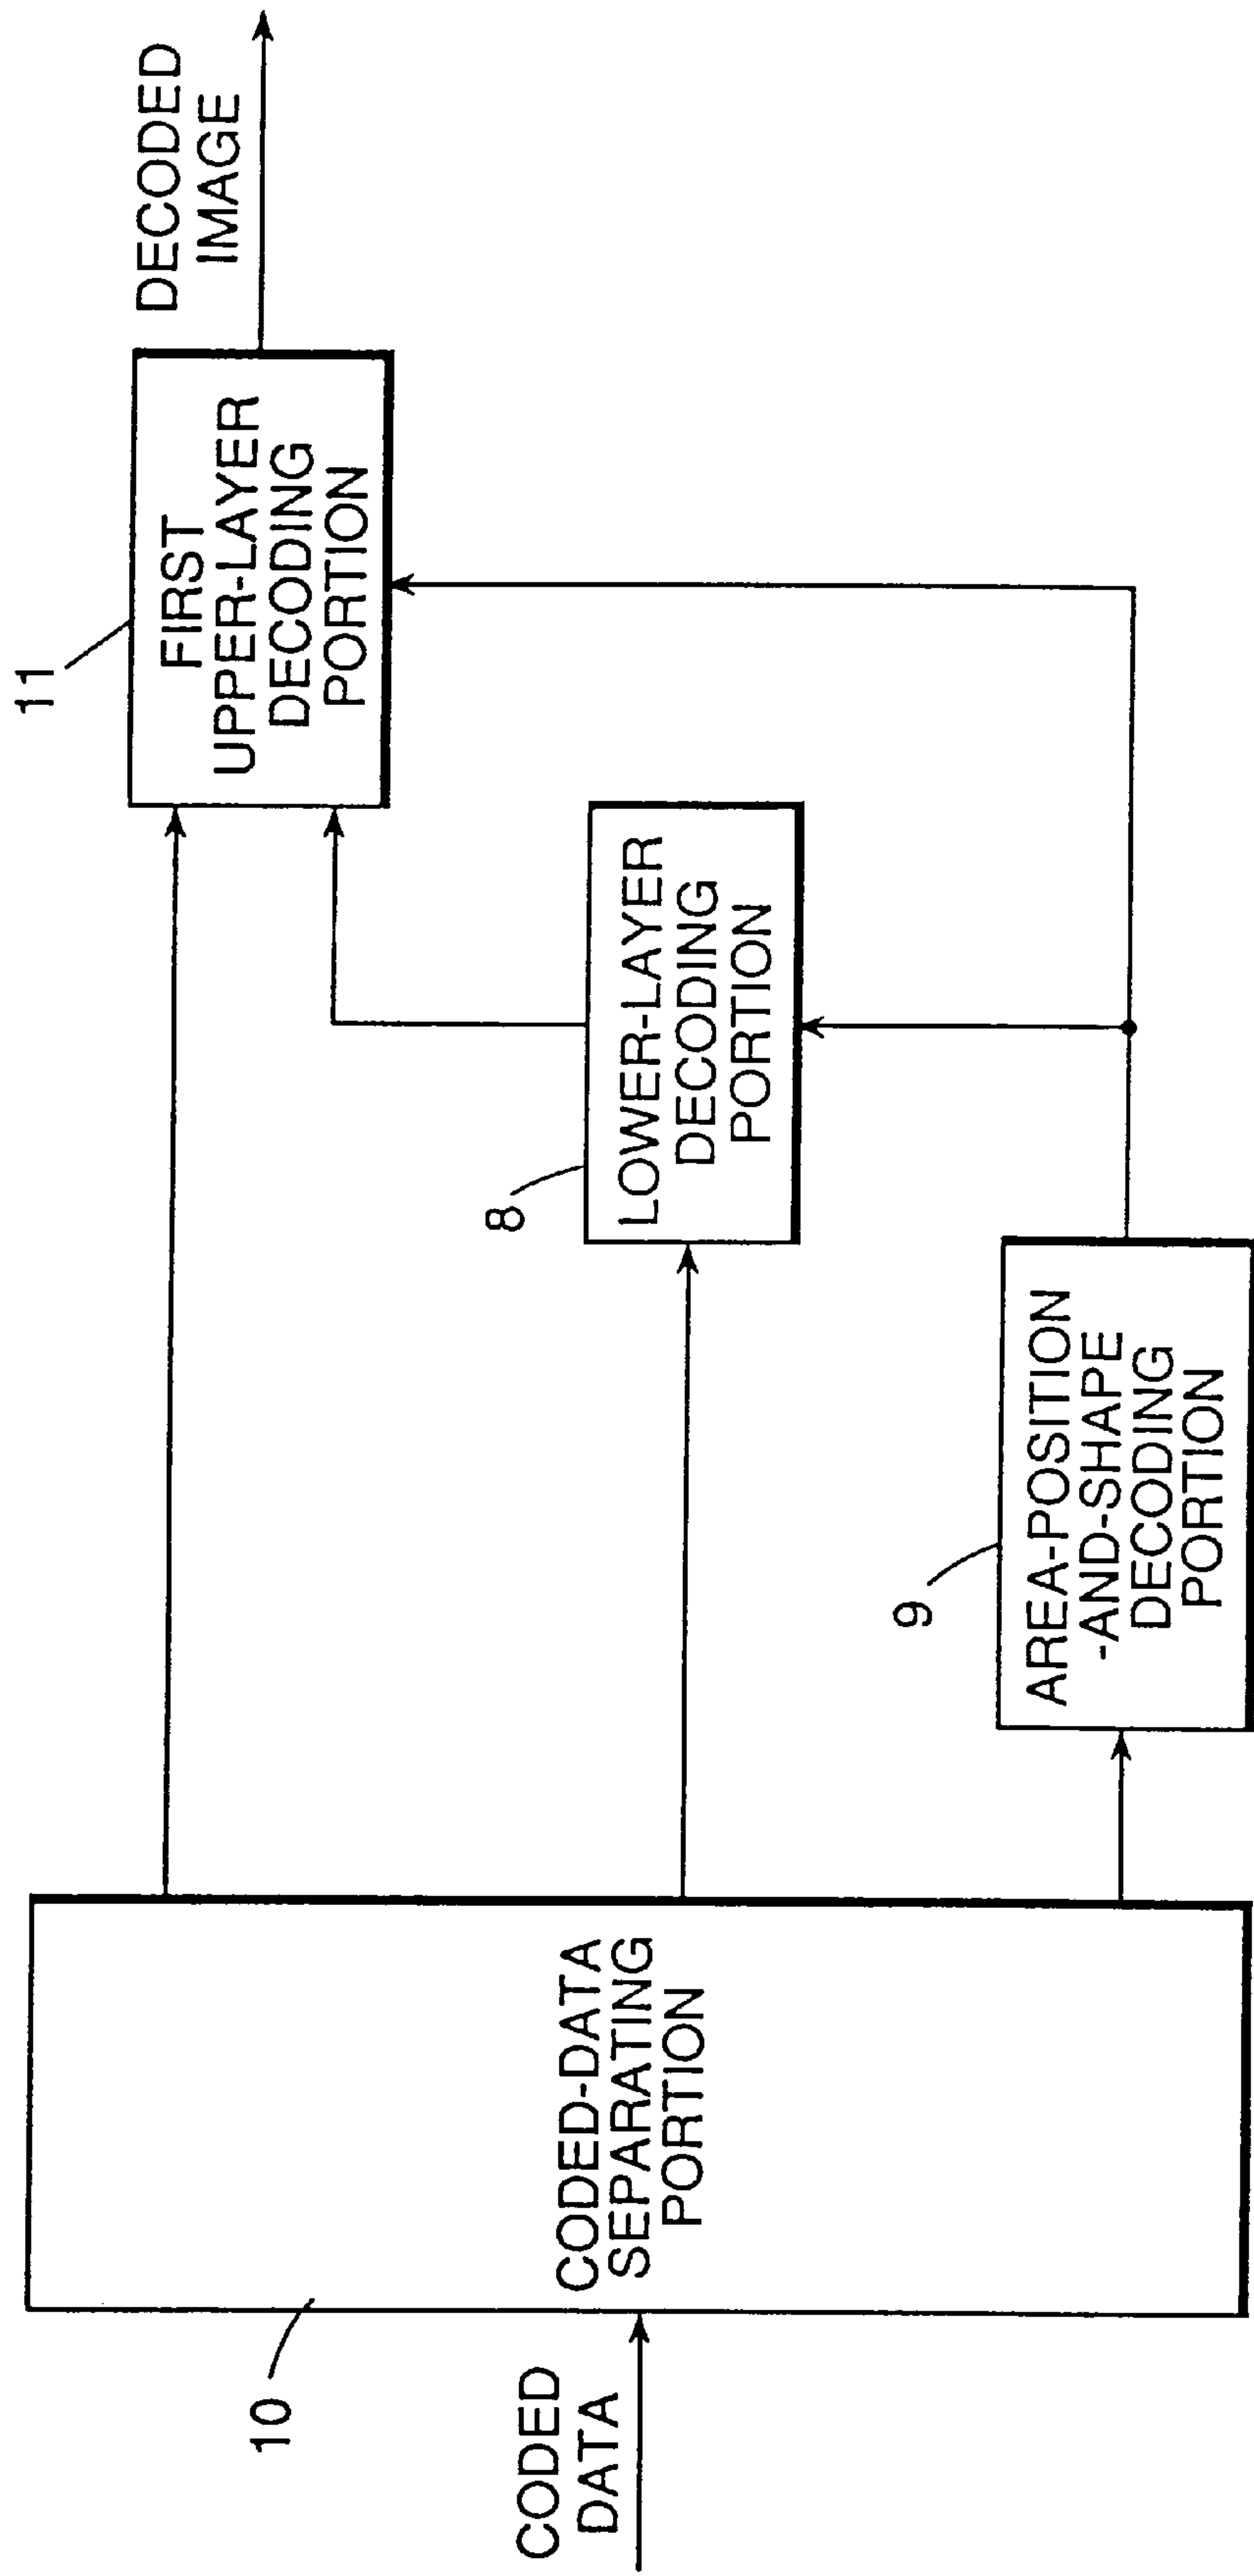 CODED
DATA
10
CODED-DATA
SEPARATING
PORTION
9
AREA-POSITION
-AND-SHAPE
DECODING
PORTION
8
LOWER-LAYER
DECODING
PORTION
11
FIRST
UPPER-LAYER
DECODING
PORTION
DECODED
IMAGE